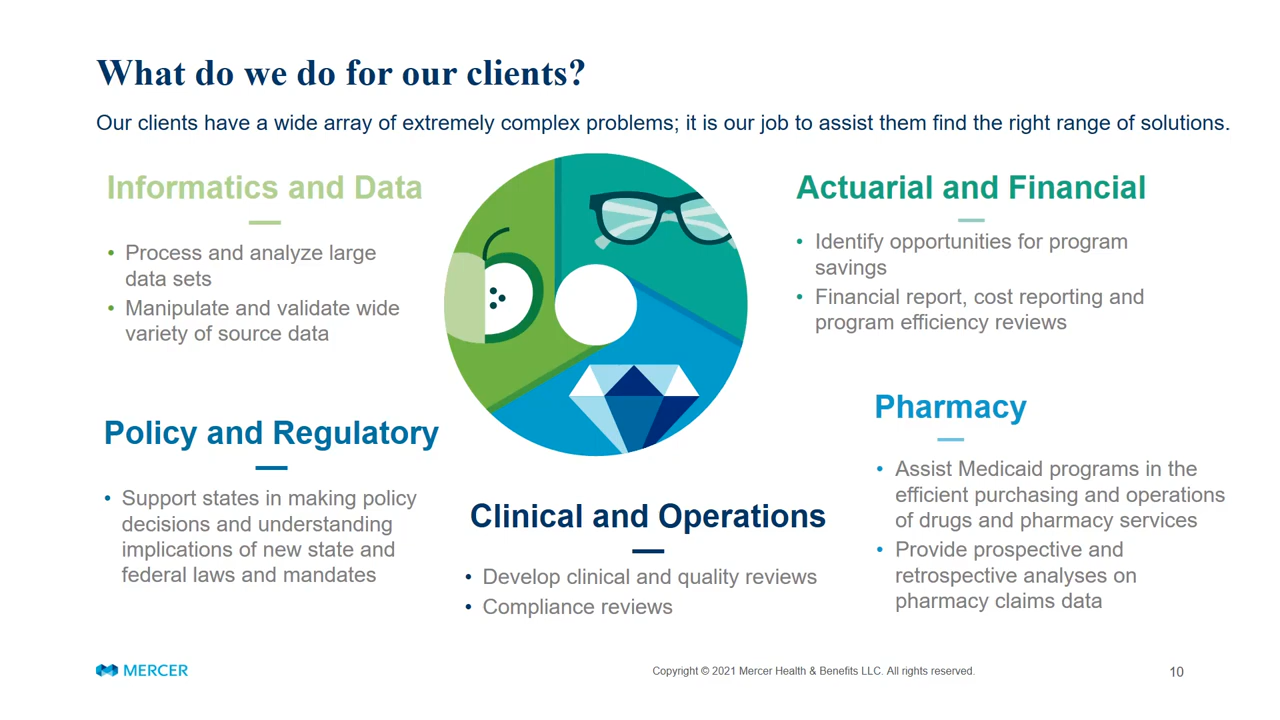 What do we do for our clients?
Our clients have a wide array of extremely complex problems; it is our job to assist them find the right range of solutions.
Informatics and Data
• Process and analyze large
data sets
• Manipulate and validate wide
variety of source data
Actuarial and Financial
• Identify opportunities for program
savings
• Financial report, cost reporting and
program efficiency reviews
Policy and Regulatory
• Support states in making policy
decisions and understanding
implications of new state and
federal laws and mandates
Clinical and Operations
• Develop clinical and quality reviews
• Compliance reviews
Pharmacy
• Assist Medicaid programs in the
efficient purchasing and operations
of drugs and pharmacy services
• Provide prospective and
retrospective analyses on
pharmacy claims data
MERCER
Copyright © 2021 Mercer Health & Benefits LLC. All rights reserved.
10